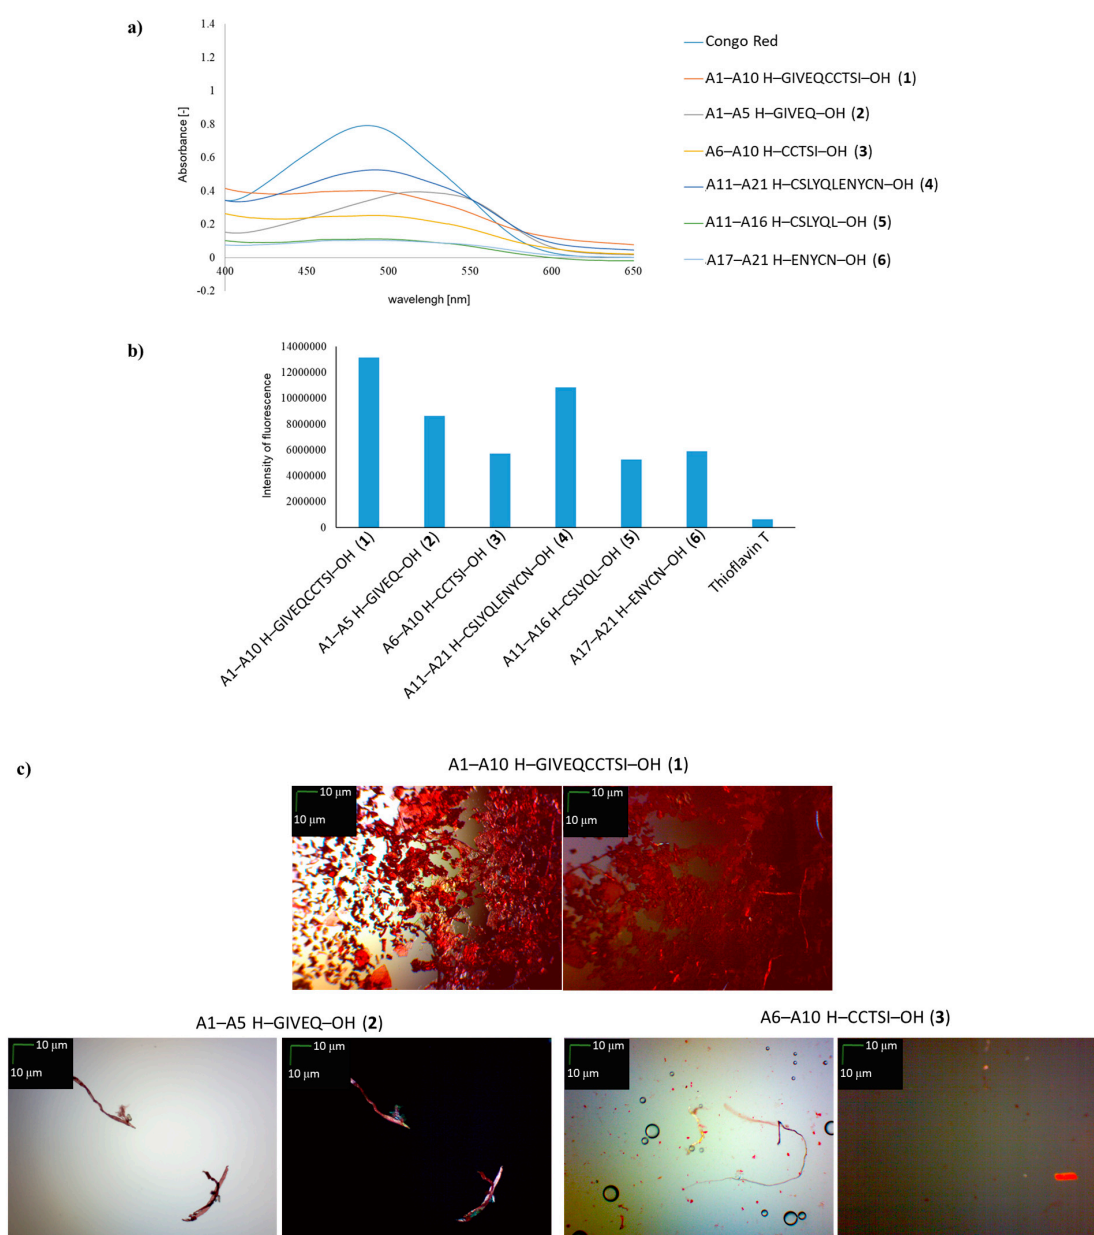 a)
1.4
1.2
1
0.8
0.6
0.4
0.2
0
-0.2
Absorbance [-]
400 450 500 550 600 650
wavelengh [nm]
Congo Red
A1–A10 H–GIVEQCCTSI–OH (1)
A1–A5 H–GIVEQ–OH (2)
A6–A10 H–CCTSI–OH (3)
A11–A21 H–CSLYQLENYCN–OH (4)
A11–A16 H–CSLYQL–OH (5)
A17–A21 H–ENYCN–OH (6)
b)
14000000
12000000
10000000
8000000
6000000
4000000
2000000
0
Intensity of fluorescence
A1–A10 H–GIVEQCCTSI–OH (1)
A1–A5 H–GIVEQ–OH (2)
A6–A10 H–CCTSI–OH (3)
A11–A21 H–CSLYQLENYCN–OH (4)
A11–A16 H–CSLYQL–OH (5)
A17–A21 H–ENYCN–OH (6)
Thioflavin T
c)
A1–A10 H–GIVEQCCTSI–OH (1)
10 µm
10 µm
10 µm
10 µm
A1–A5 H–GIVEQ–OH (2)
10 µm
10 µm
10 µm
10 µm
A6–A10 H–CCTSI–OH (3)
10 µm
10 µm
10 µm
10 µm